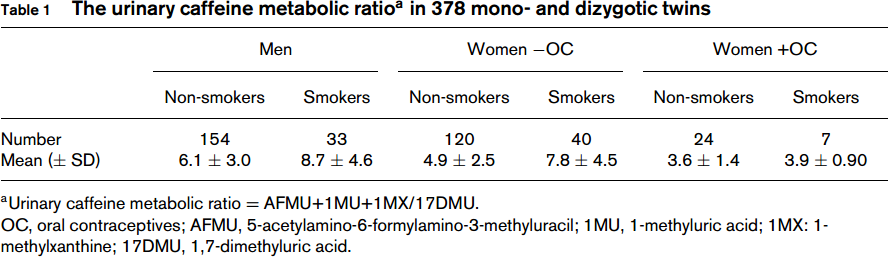 Table 1 The urinary caffeine metabolic ratioᵃ in 378 mono- and dizygotic twins
Men Women −OC Women +OC
Non-smokers Smokers Non-smokers Smokers Non-smokers Smokers
Number 154 33 120 40 24 7
Mean (± SD) 6.1 ± 3.0 8.7 ± 4.6 4.9 ± 2.5 7.8 ± 4.5 3.6 ± 1.4 3.9 ± 0.90
ᵃUrinary caffeine metabolic ratio = AFMU+1MU+1MX/17DMU.
OC, oral contraceptives; AFMU, 5-acetylamino-6-formylamino-3-methyluracil; 1MU, 1-methyluric acid; 1MX: 1-
methylxanthine; 17DMU, 1,7-dimethyluric acid.